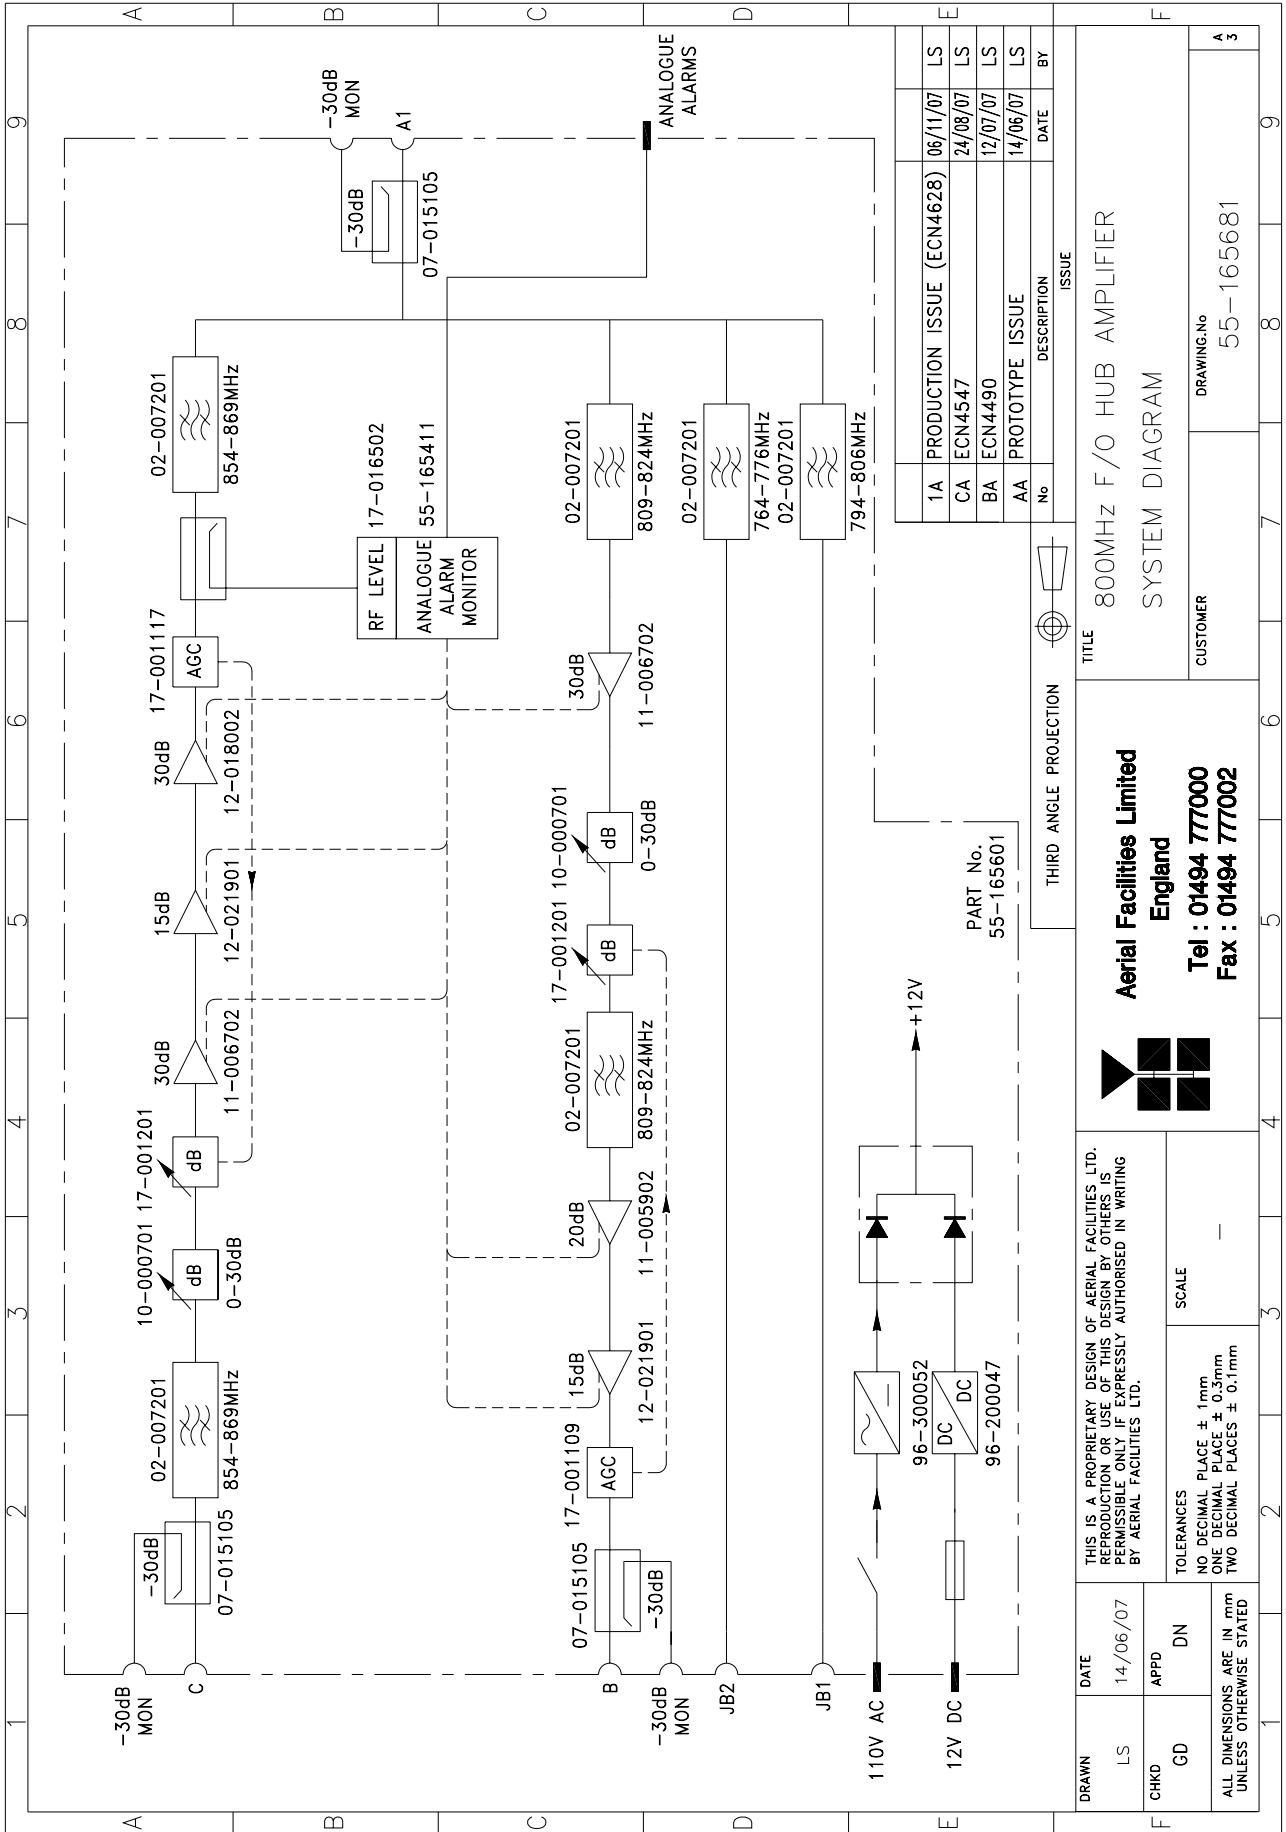 1 2 3 4 5 6 7 8 9
A
B
C
D
E
F
-30dB
MON
C
-30dB
07-015105
02-007201
854-869MHz
10-000701
dB
0-30dB
17-001201
dB
30dB
11-006702
15dB
12-021901
30dB
12-018002
17-001117
AGC
02-007201
854-869MHz
RF LEVEL
17-016502
ANALOGUE
ALARM
MONITOR
55-165411
-30dB
07-015105
-30dB
MON
A1
ANALOGUE
ALARMS
B
-30dB
MON
07-015105
-30dB
17-001109
AGC
15dB
12-021901
20dB
11-005902
02-007201
809-824MHz
17-001201
dB
10-000701
dB
0-30dB
30dB
11-006702
02-007201
809-824MHz
JB2
02-007201
764-776MHz
JB1
02-007201
794-806MHz
110V AC
96-300052
12V DC
DC
DC
96-200047
+12V
PART No.
55-165601
1A PRODUCTION ISSUE (ECN4628) 06/11/07 LS
CA ECN4547 24/08/07 LS
BA ECN4490 12/07/07 LS
AA PROTOTYPE ISSUE 14/06/07 LS
No DESCRIPTION DATE BY
ISSUE
THIRD ANGLE PROJECTION
DRAWN
LS
DATE
14/06/07
CHKD
GD
APPD
DN
ALL DIMENSIONS ARE IN mm
UNLESS OTHERWISE STATED
THIS IS A PROPRIETARY DESIGN OF AERIAL FACILITIES LTD.
REPRODUCTION OR USE OF THIS DESIGN BY OTHERS IS
PERMISSIBLE ONLY IF EXPRESSLY AUTHORISED IN WRITING
BY AERIAL FACILITIES LTD.
TOLERANCES
NO DECIMAL PLACE ± 1mm
ONE DECIMAL PLACE ± 0.3mm
TWO DECIMAL PLACES ± 0.1mm
SCALE
—
Aerial Facilities Limited
England
Tel : 01494 777000
Fax : 01494 777002
TITLE
800MHz F/O HUB AMPLIFIER
SYSTEM DIAGRAM
CUSTOMER
DRAWING.No
55-165681
A
3
1 2 3 4 5 6 7 8 9
A
B
C
D
E
F